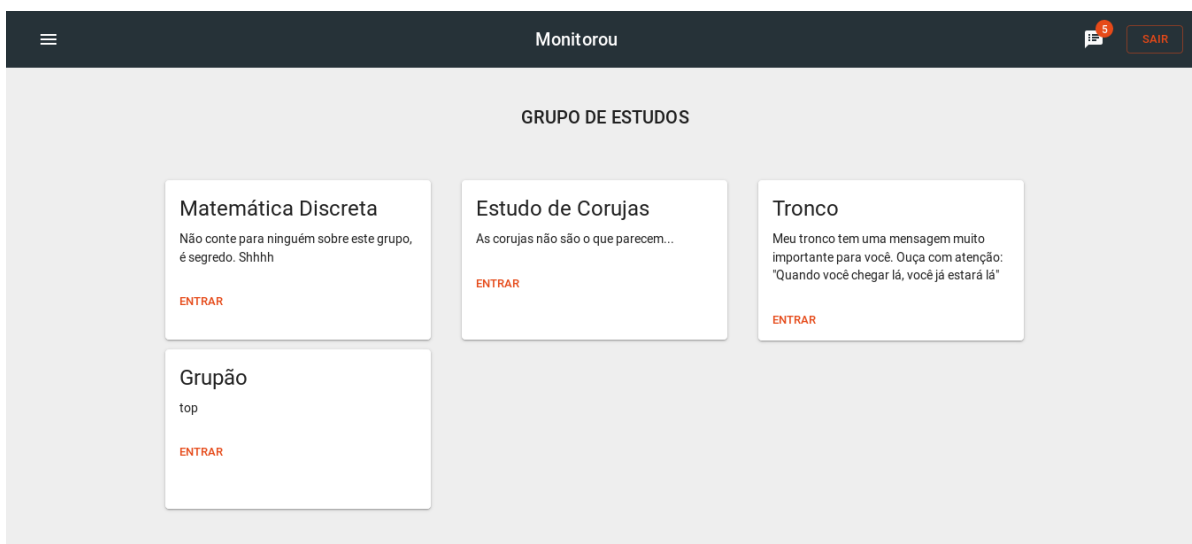 Monitorou
5
SAIR
GRUPO DE ESTUDOS
Matemática Discreta
Não conte para ninguém sobre este grupo,
é segredo. Shhhh
ENTRAR
Estudo de Corujas
As corujas não são o que parecem...
ENTRAR
Tronco
Meu tronco tem uma mensagem muito
importante para você. Ouça com atenção:
"Quando você chegar lá, você já estará lá"
ENTRAR
Grupão
top
ENTRAR